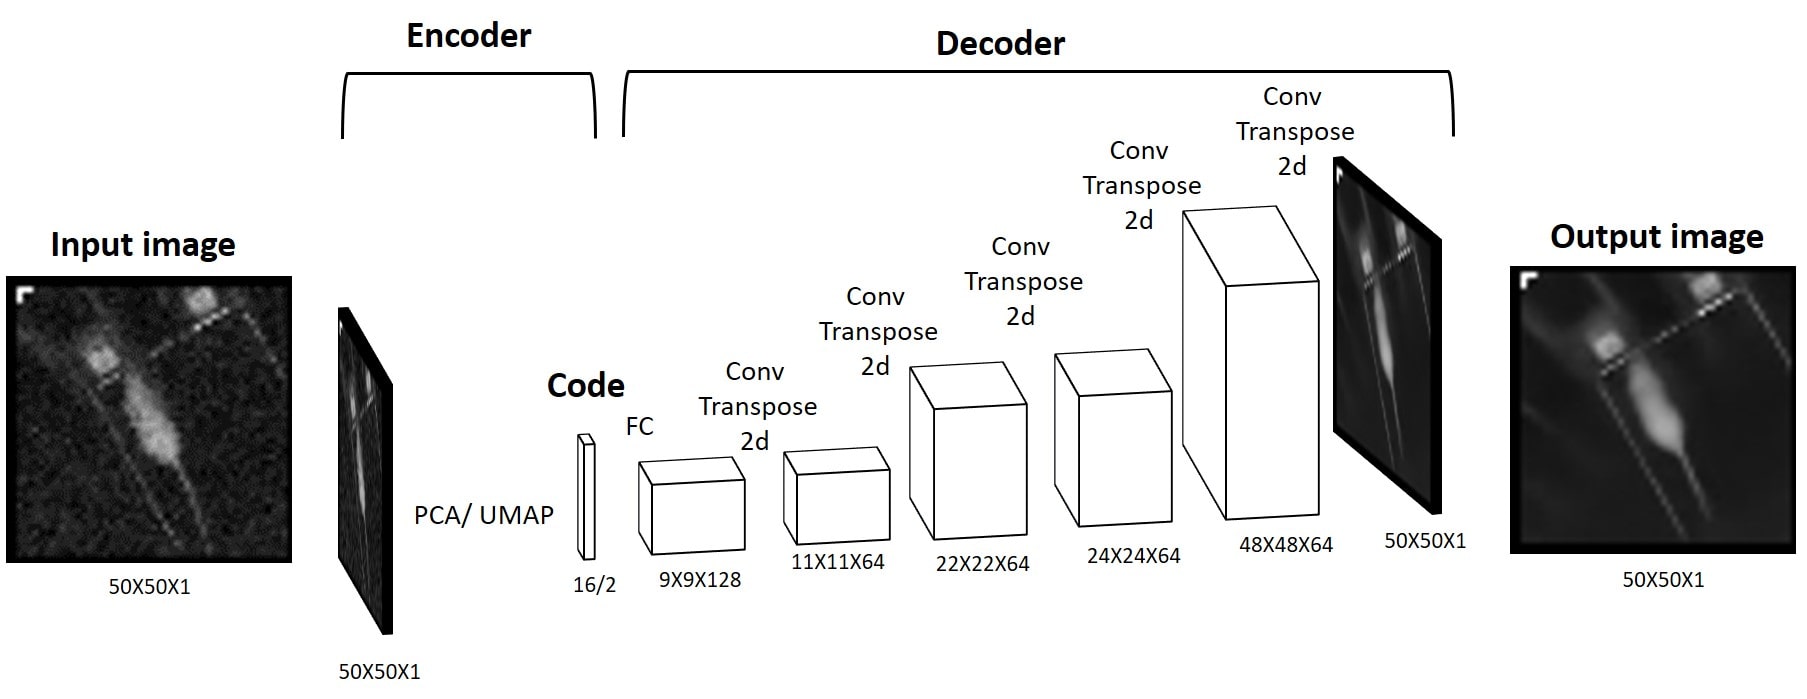 Encoder
Decoder
Input image
50X50X1
50X50X1
PCA/ UMAP
Code
16/2
FC
9X9X128
Conv
Transpose
2d
11X11X64
Conv
Transpose
2d
22X22X64
Conv
Transpose
2d
24X24X64
Conv
Transpose
2d
48X48X64
Conv
Transpose
2d
50X50X1
Output image
50X50X1